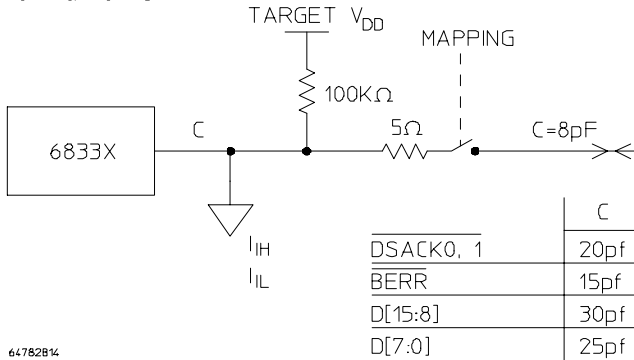 TARGET VDD
MAPPING
100KΩ
5Ω
6833X
C
C=8pF
IIH
IIL
C
DSACK0, 1 20pf
BERR 15pf
D[15:8] 30pf
D[7:0] 25pf
64782B14